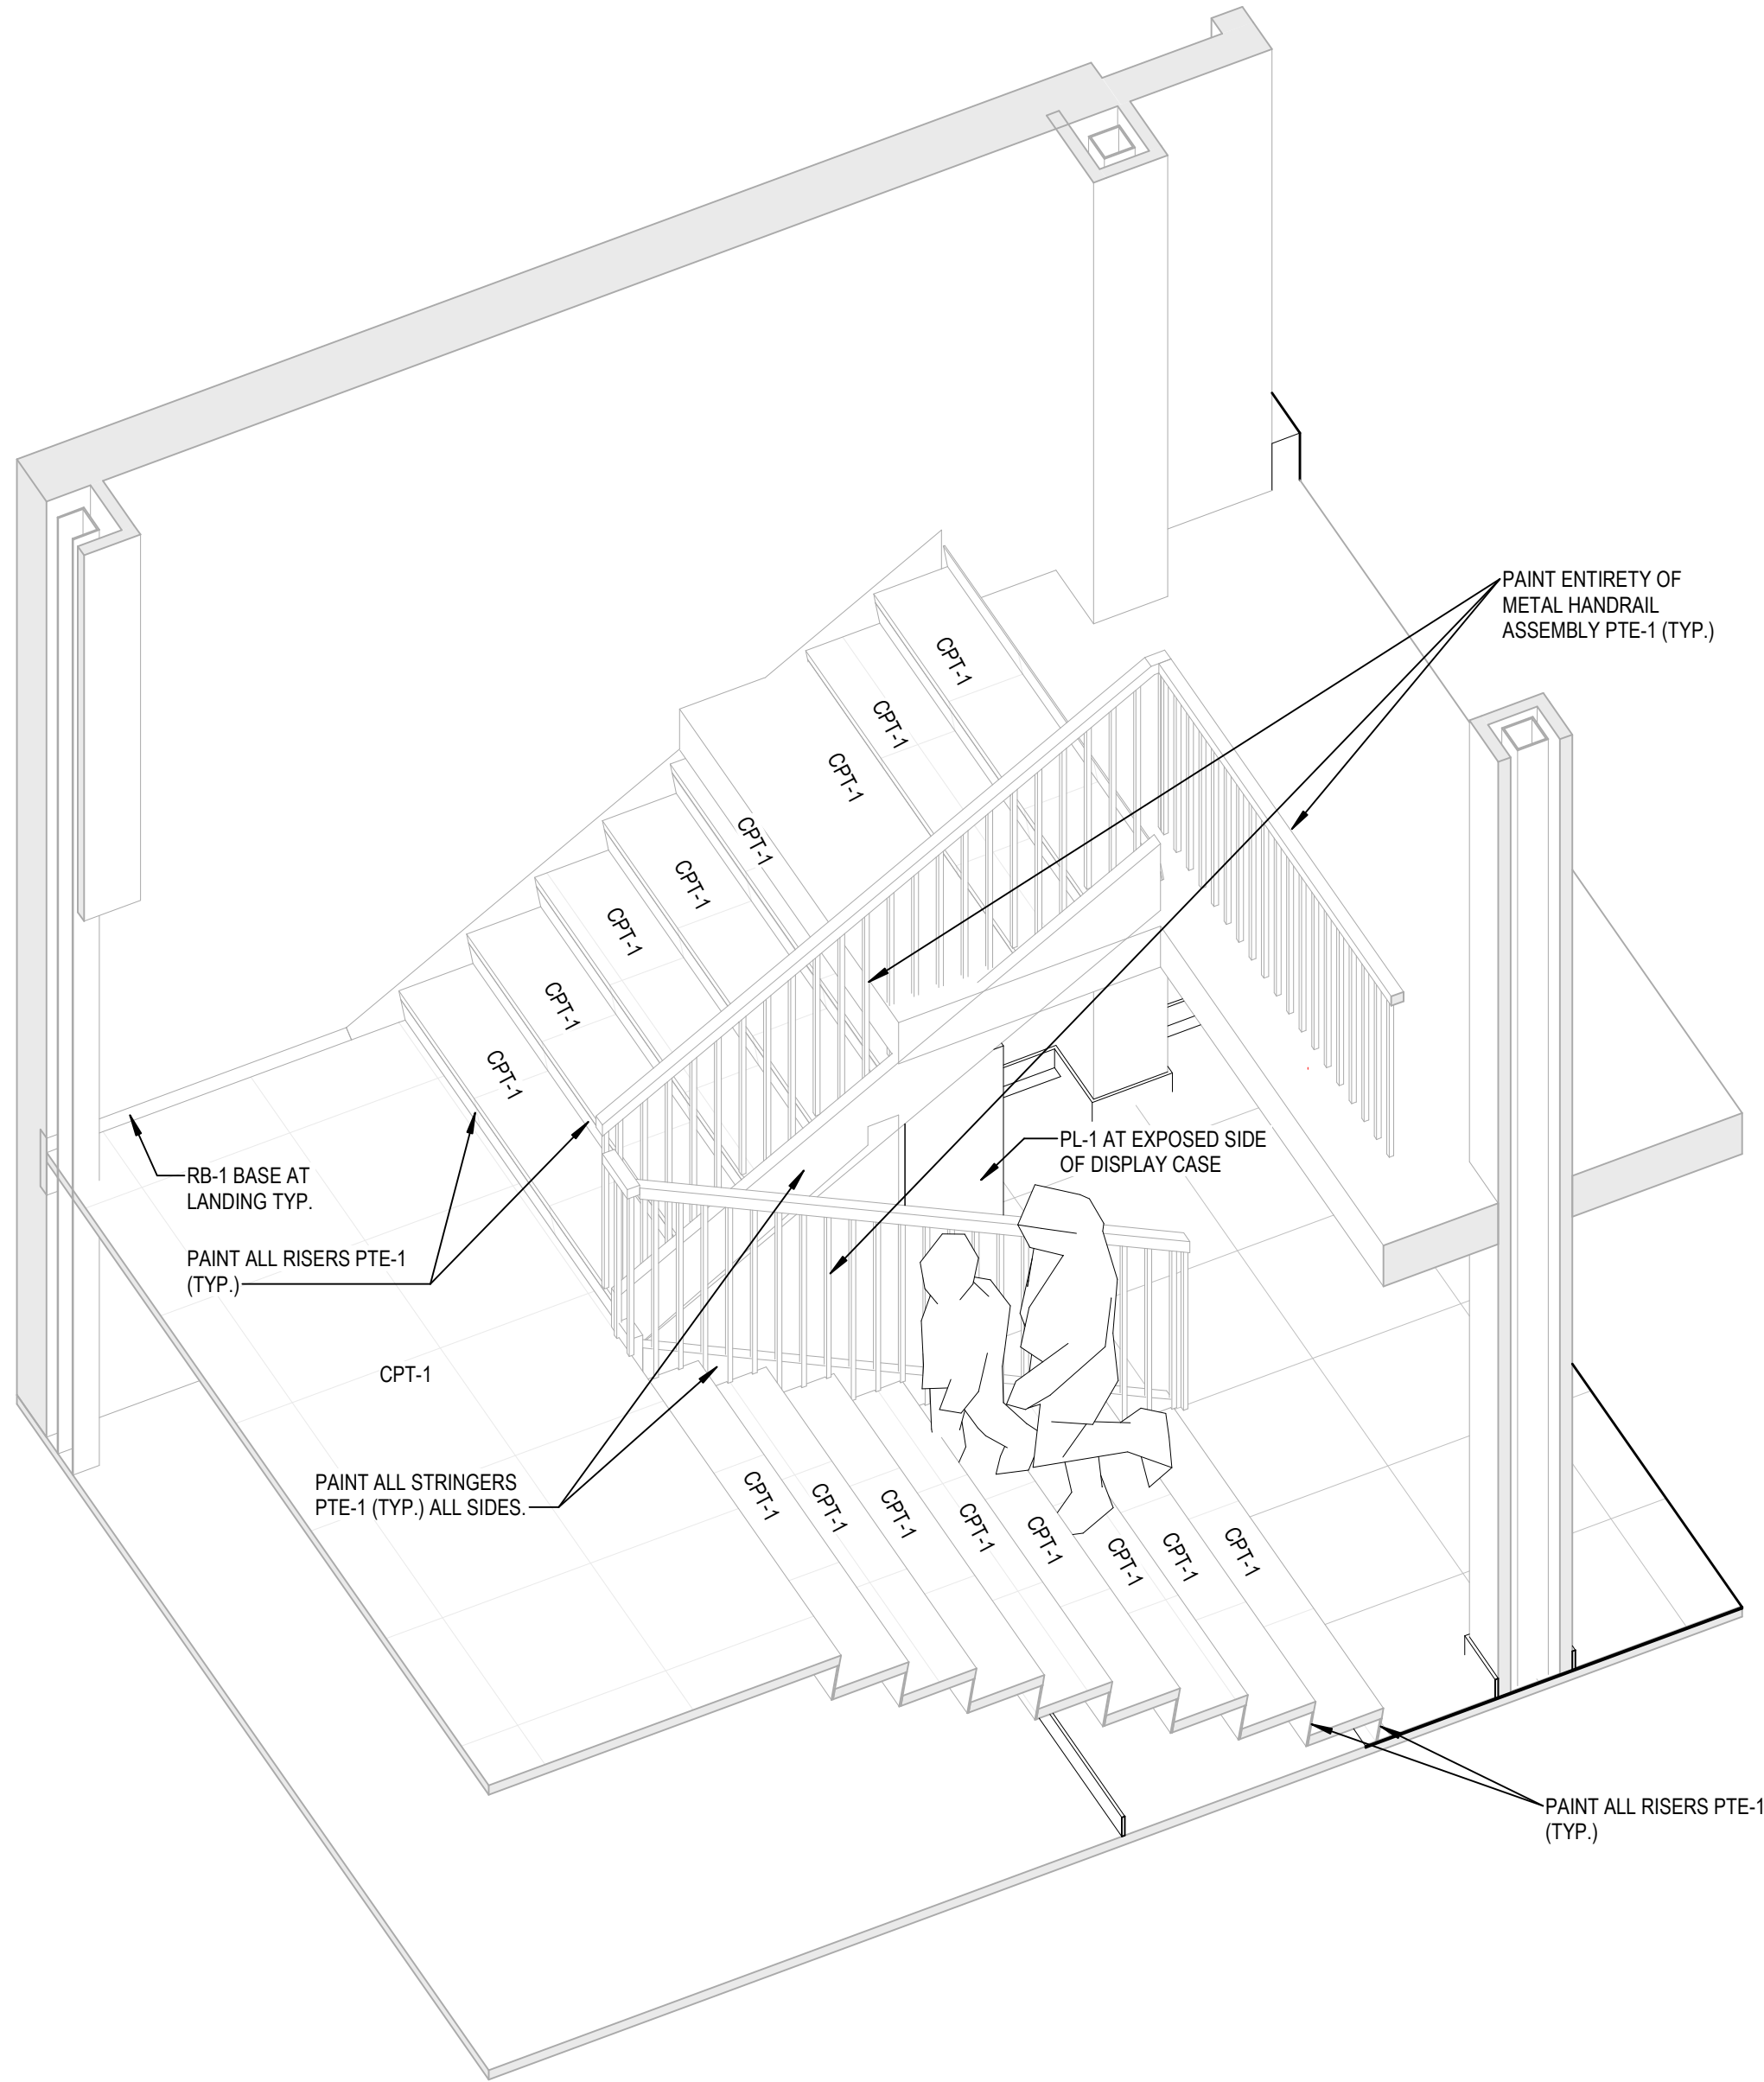 PAINT ENTIRETY OF
METAL HANDRAIL
ASSEMBLY PTE-1 (TYP.)
CPT-1
CPT-1
CPT-1
CPT-1
CPT-1
CPT-1
CPT-1
CPT-1
PL-1 AT EXPOSED SIDE
OF DISPLAY CASE
RB-1 BASE AT
LANDING TYP.
PAINT ALL RISERS PTE-1
(TYP.)
CPT-1
PAINT ALL STRINGERS
PTE-1 (TYP.) ALL SIDES.
CPT-1
CPT-1
CPT-1
CPT-1
CPT-1
CPT-1
CPT-1
CPT-1
PAINT ALL RISERS PTE-1
(TYP.)